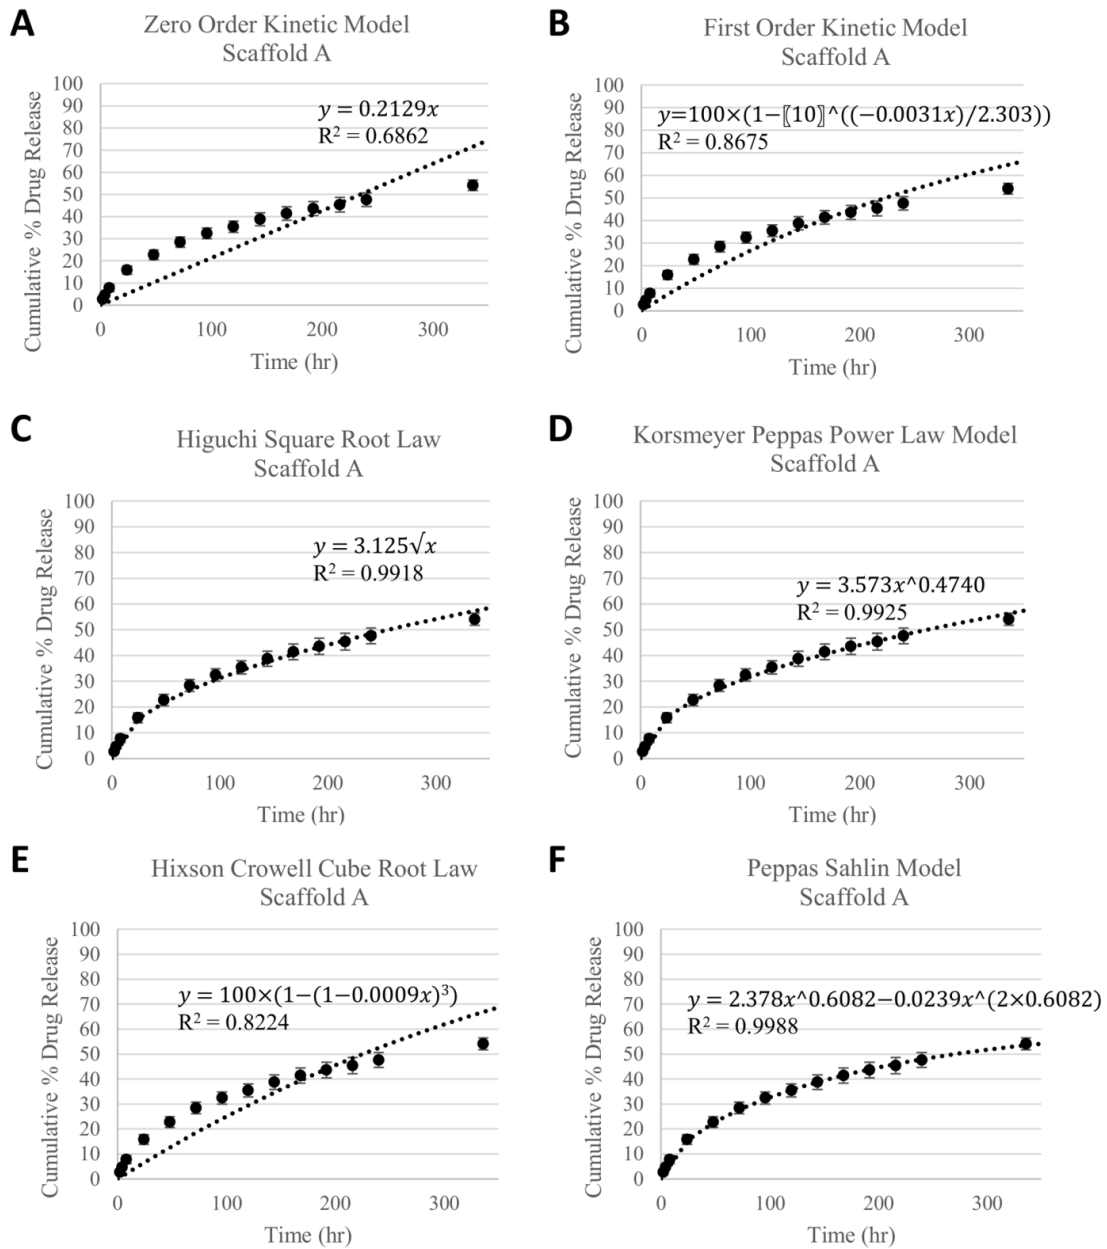 A
Zero Order Kinetic Model
Scaffold A
Cumulative % Drug Release
100
90
80
70
60
50
40
30
20
10
0
y = 0.2129x
R² = 0.6862
0 100 200 300
Time (hr)
B
First Order Kinetic Model
Scaffold A
Cumulative % Drug Release
100
90
80
70
60
50
40
30
20
10
0
y=100×(1−〖10〗^((−0.0031x)/2.303))
R² = 0.8675
0 100 200 300
Time (hr)
C
Higuchi Square Root Law
Scaffold A
Cumulative % Drug Release
100
90
80
70
60
50
40
30
20
10
0
y = 3.125√x
R² = 0.9918
0 100 200 300
Time (hr)
D
Korsmeyer Peppas Power Law Model
Scaffold A
Cumulative % Drug Release
100
90
80
70
60
50
40
30
20
10
0
y = 3.573x^0.4740
R² = 0.9925
0 100 200 300
Time (hr)
E
Hixson Crowell Cube Root Law
Scaffold A
Cumulative % Drug Release
100
90
80
70
60
50
40
30
20
10
0
y = 100×(1−(1−0.0009x)³)
R² = 0.8224
0 100 200 300
Time (hr)
F
Peppas Sahlin Model
Scaffold A
Cumulative % Drug Release
100
90
80
70
60
50
40
30
20
10
0
y = 2.378x^0.6082−0.0239x^(2×0.6082)
R² = 0.9988
0 100 200 300
Time (hr)